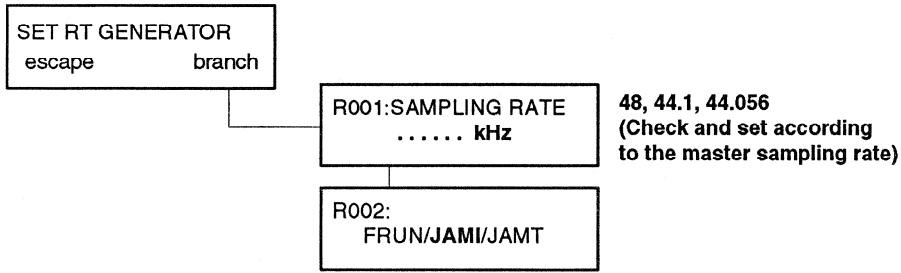 SET RT GENERATOR
escape branch
R001:SAMPLING RATE
...... kHz
48, 44.1, 44.056
(Check and set according
to the master sampling rate)
R002:
FRUN/JAMI/JAMT